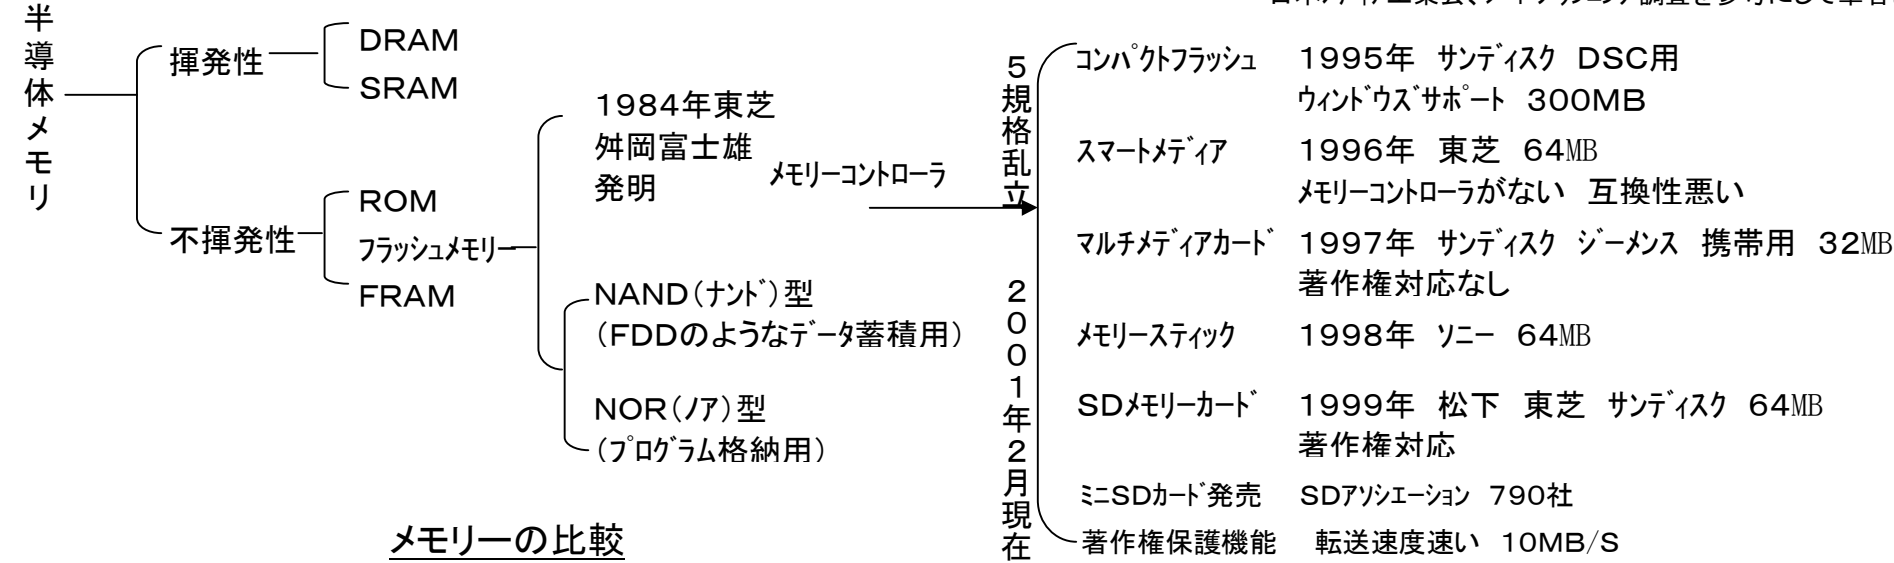 半導体メモリ
揮発性
DRAM
SRAM
不揮発性
ROM
フラッシュメモリー
FRAM
1984年東芝
舛岡富士雄
発明
メモリーコントローラ
NAND(ナンド)型
(FDDのようなデータ蓄積用)
NOR(ノア)型
(プログラム格納用)
5規格乱立 2001年2月現在
コンパクトフラッシュ 1995年 サンディスク DSC用
ウィンドウズサポート 300MB
スマートメディア 1996年 東芝 64MB
メモリーコントローラがない 互換性悪い
マルチメディアカード 1997年 サンディスク ジーメンス 携帯用 32MB
著作権対応なし
メモリースティック 1998年 ソニー 64MB
SDメモリーカード 1999年 松下 東芝 サンディスク 64MB
著作権対応
ミニSDカード発売 SDアソシエーション 790社
著作権保護機能 転送速度速い 10MB/S
メモリーの比較